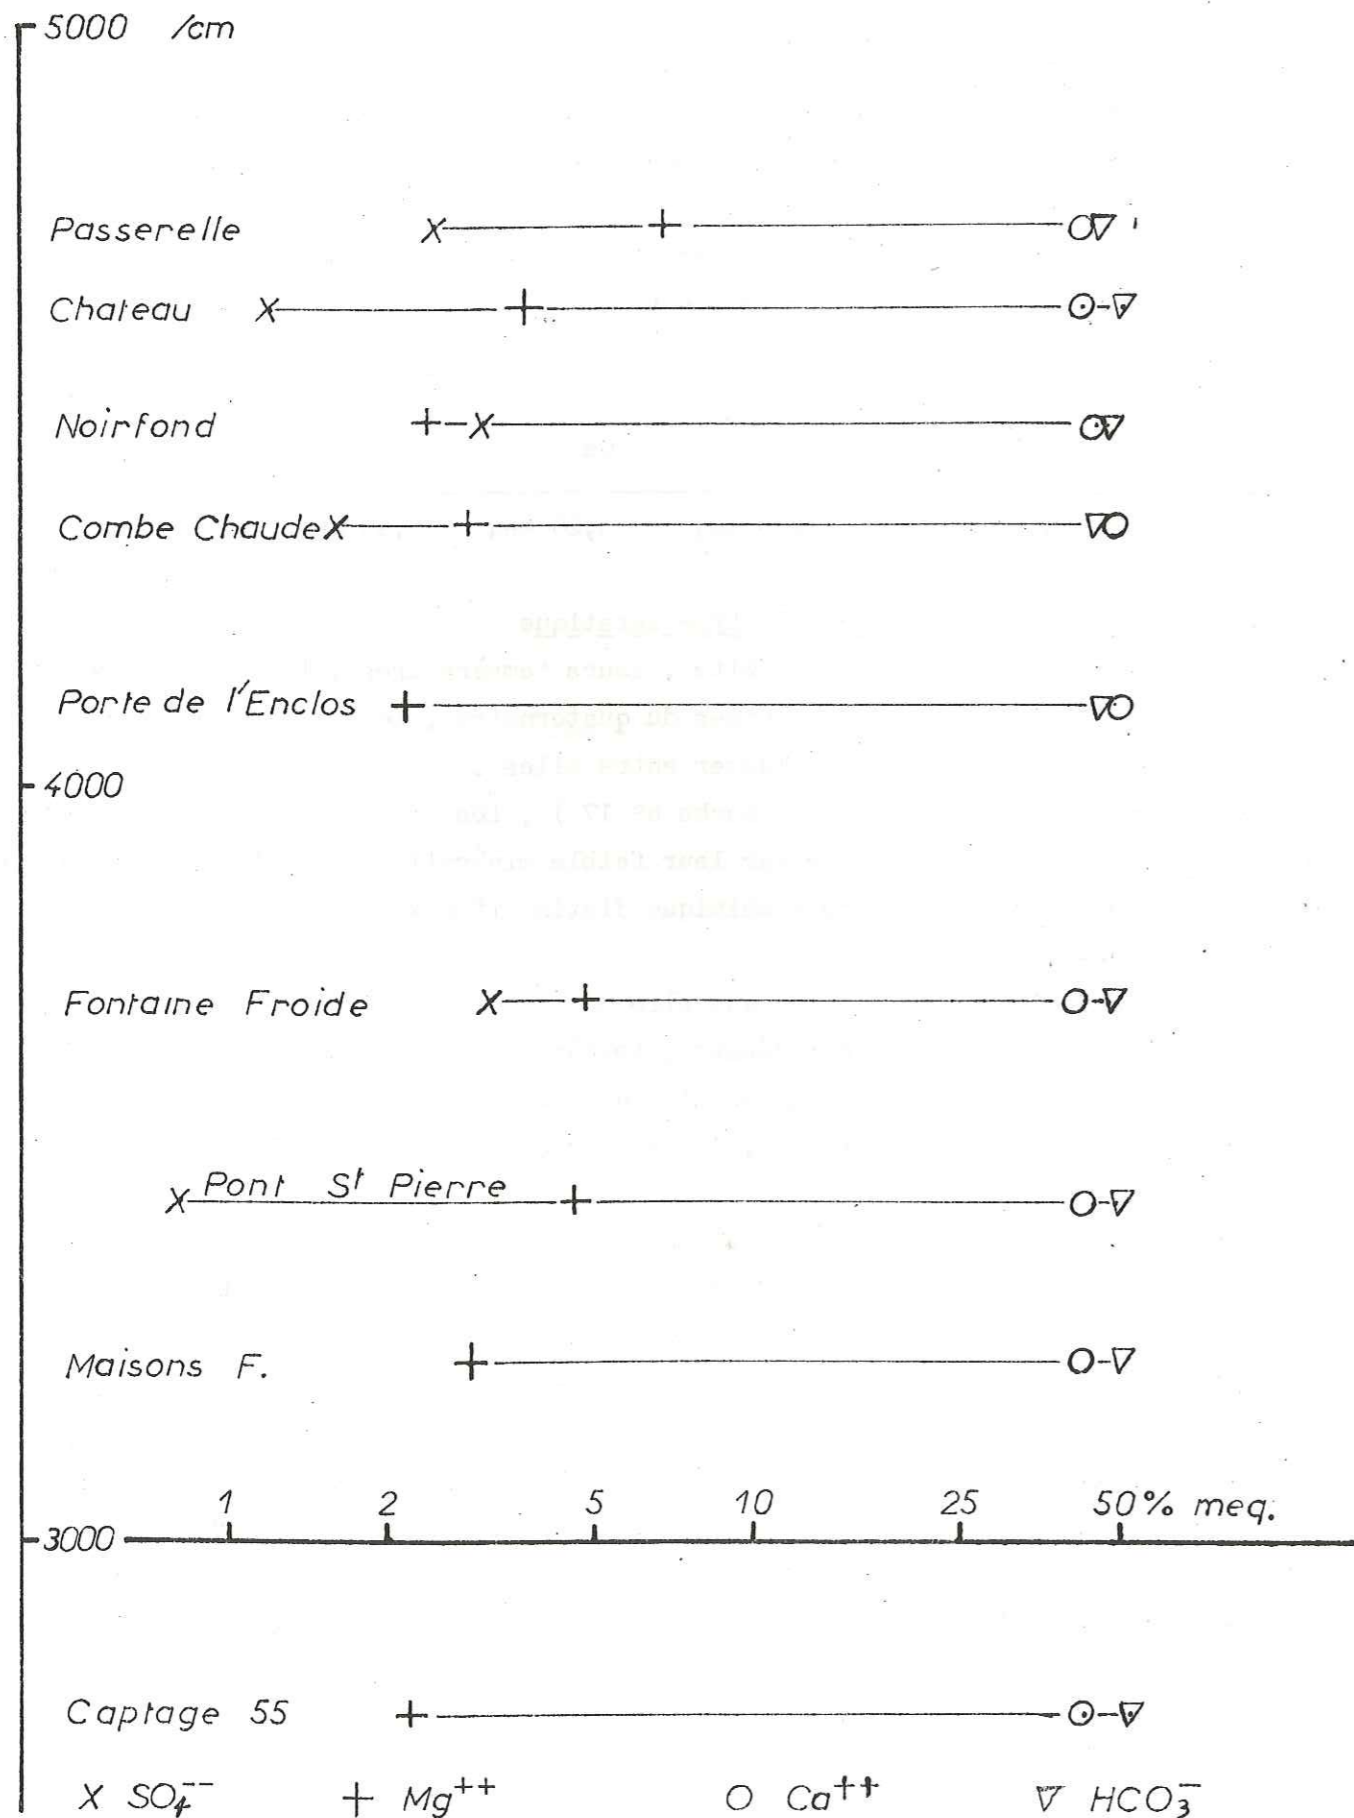 5000 /cm
Passerelle
Chateau
Noirfond
Combe Chaude
Porte de l'Enclos
4000
Fontaine Froide
Pont St Pierre
Maisons F.
1 2 5 10 25 50% meq.
3000
Captage 55
X SO4-- + Mg++ O Ca++ ▽ HCO3-